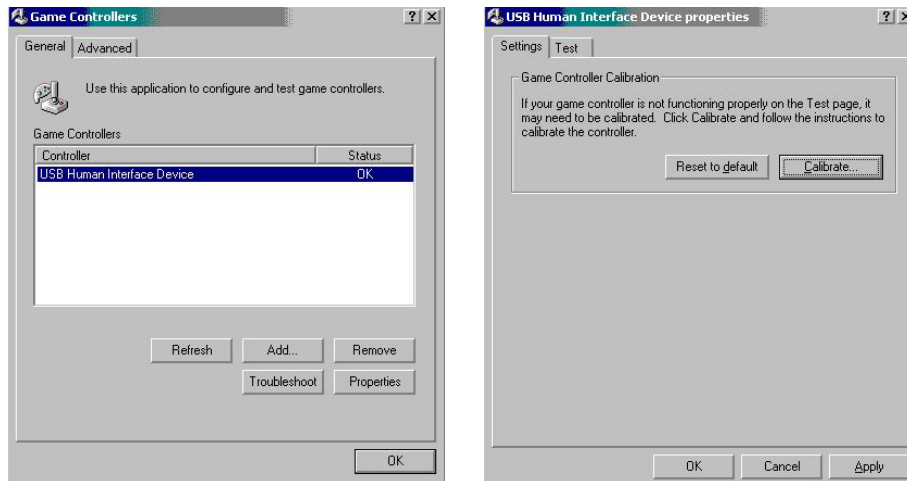 Game Controllers
General Advanced
Use this application to configure and test game controllers.
Game Controllers
Controller Status
USB Human Interface Device OK
Refresh Add... Remove
Troubleshoot Properties
OK
USB Human Interface Device properties
Settings Test
Game Controller Calibration
If your game controller is not functioning properly on the Test page, it
may need to be calibrated. Click Calibrate and follow the instructions to
calibrate the controller.
Reset to default Calibrate...
OK Cancel Apply